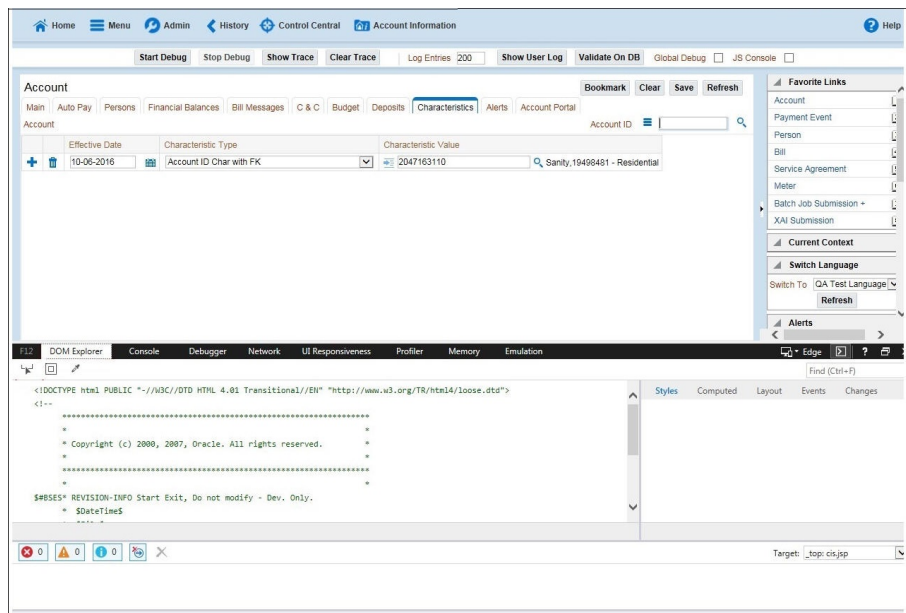 Home Menu Admin History Control Central Account Information Help
Start Debug Stop Debug Show Trace Clear Trace Log Entries 200 Show User Log Validate On DB Global Debug JS Console
Account Bookmark Clear Save Refresh
Main Auto Pay Persons Financial Balances Bill Messages C & C Budget Deposits Characteristics Alerts Account Portal
Account Account ID
Effective Date Characteristic Type Characteristic Value
10-06-2016 Account ID Char with FK 2047163110 Sanity,19498481 - Residential
Favorite Links
Account
Payment Event
Person
Bill
Service Agreement
Meter
Batch Job Submission +
XAI Submission
Current Context
Switch Language
Switch To QA Test Language
Refresh
Alerts
F12 DOM Explorer Console Debugger Network UI Responsiveness Profiler Memory Emulation Edge ?
Find (Ctrl+F)
<!DOCTYPE html PUBLIC "-//W3C//DTD HTML 4.01 Transitional//EN" "http://www.w3.org/TR/html4/loose.dtd">
<!--
*******************************************************************
* *
* Copyright (c) 2000, 2007, Oracle. All rights reserved. *
* *
*******************************************************************
* *
$#BSES* REVISION-INFO Start Exit, Do not modify - Dev. Only.
* $DateTime$
Styles Computed Layout Events Changes
0 0 0 Target: _top: cis.jsp